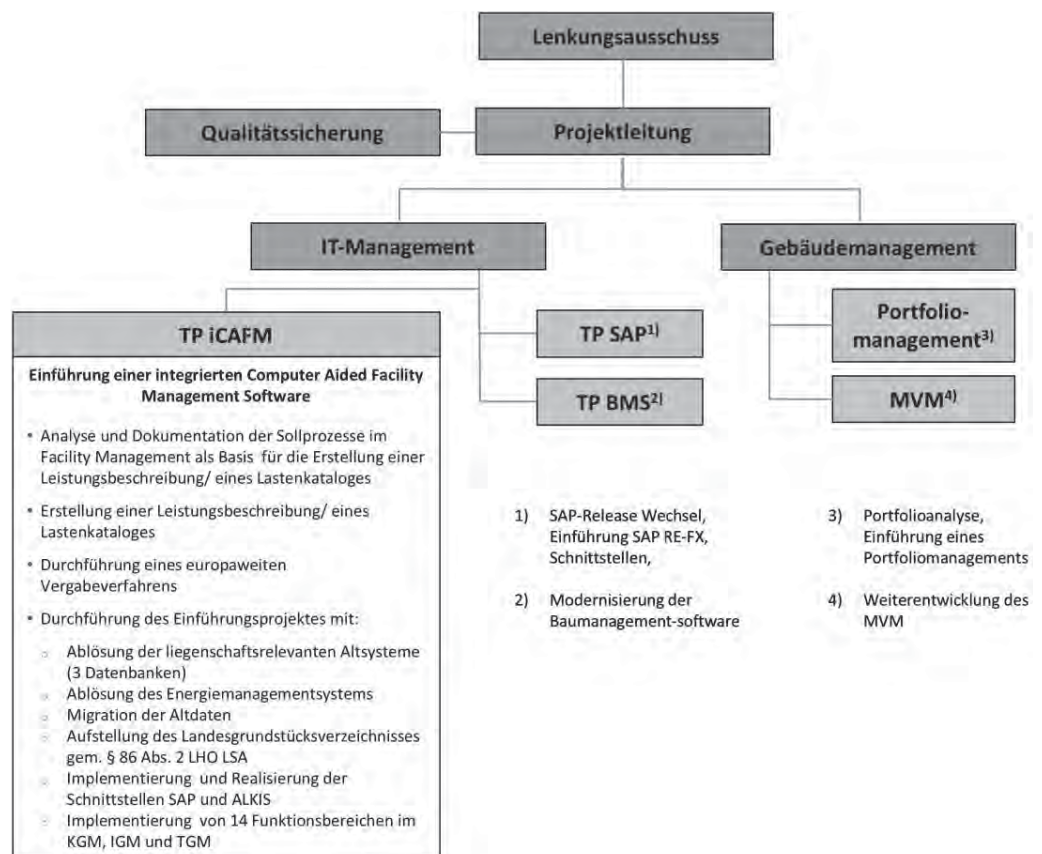 Lenkungsausschuss
Qualitätssicherung
Projektleitung
IT-Management
Gebäudemanagement
TP iCAFM
Einführung einer integrierten Computer Aided Facility
Management Software
• Analyse und Dokumentation der Sollprozesse im
Facility Management als Basis für die Erstellung einer
Leistungsbeschreibung/ eines Lastenkataloges
• Erstellung einer Leistungsbeschreibung/ eines
Lastenkataloges
• Durchführung eines europaweiten
Vergabeverfahrens
• Durchführung des Einführungsprojektes mit:
○ Ablösung der liegenschaftsrelevanten Altsysteme
(3 Datenbanken)
○ Ablösung des Energiemanagementsystems
○ Migration der Altdaten
○ Aufstellung des Landesgrundstücksverzeichnisses
gem. § 86 Abs. 2 LHO LSA
○ Implementierung und Realisierung der
Schnittstellen SAP und ALKIS
○ Implementierung von 14 Funktionsbereichen im
KGM, IGM und TGM
TP SAP1)
TP BMS2)
Portfolio-
management3)
MVM4)
1) SAP-Release Wechsel,
Einführung SAP RE-FX,
Schnittstellen,
2) Modernisierung der
Baumanagement-software
3) Portfolioanalyse,
Einführung eines
Portfoliomanagements
4) Weiterentwicklung des
MVM